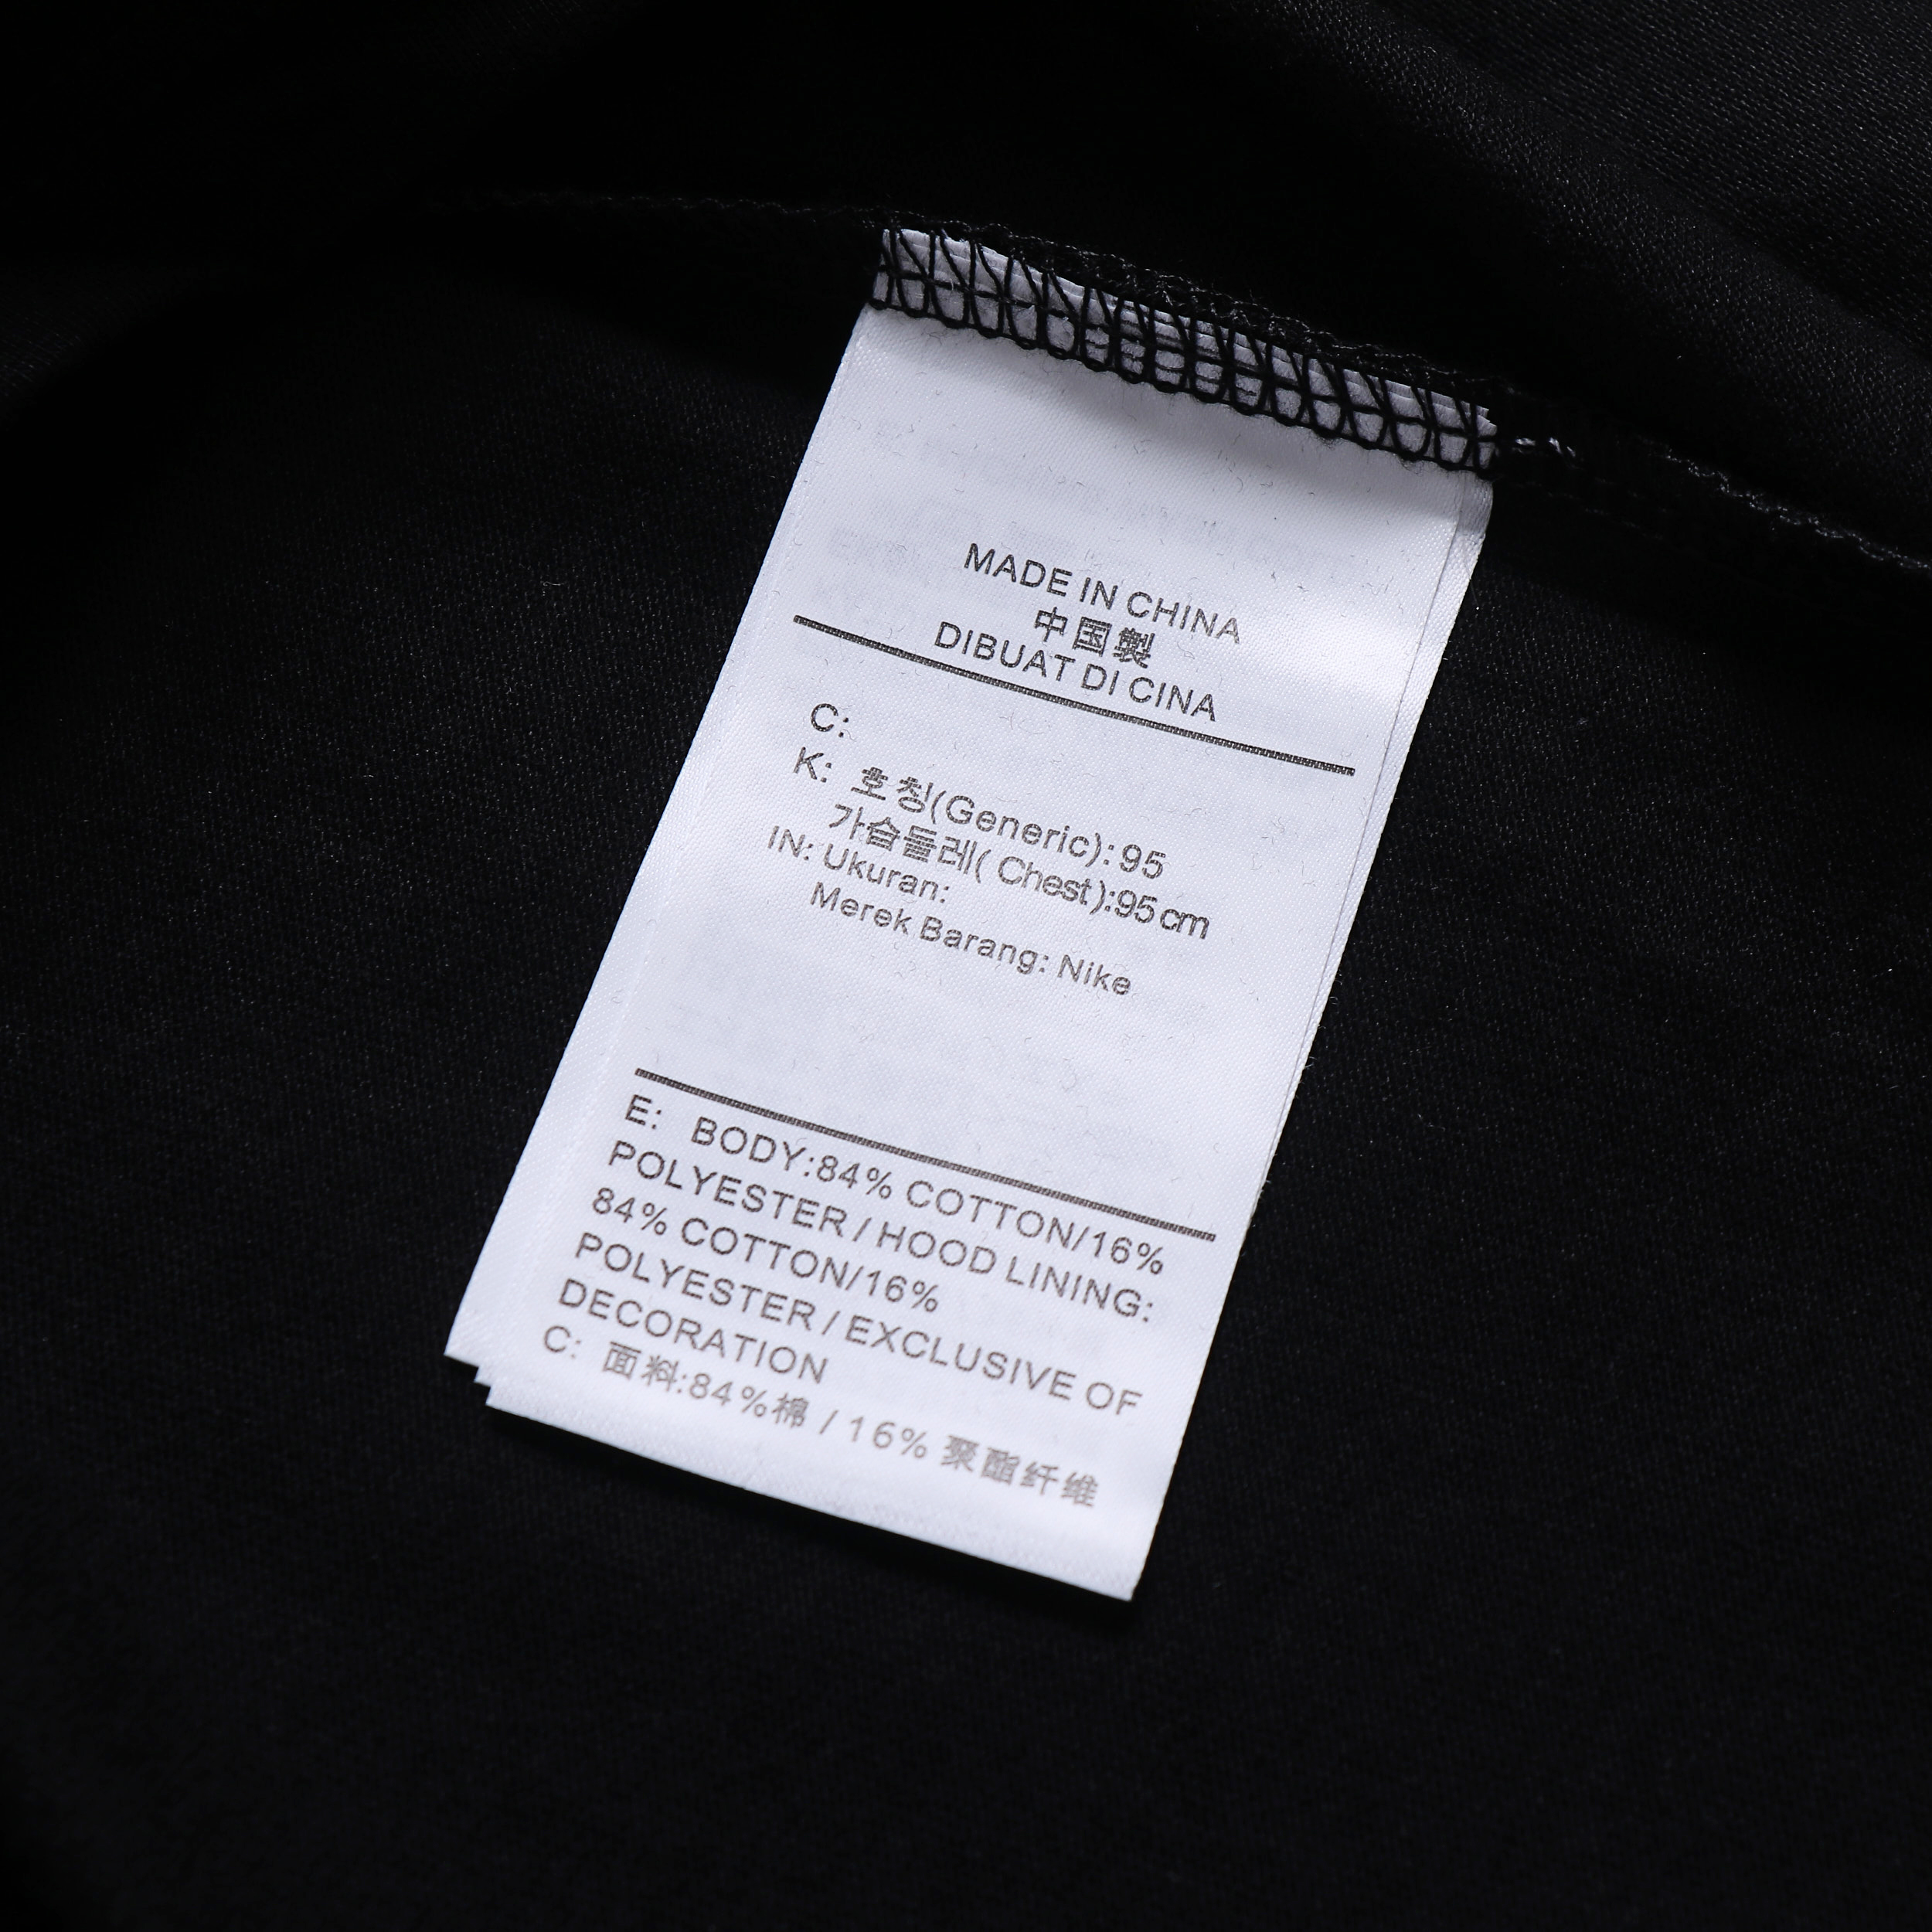 MADE IN CHINA
中国製
DIBUAT DI CINA
C:
K: 호칭(Generic):95
가슴둘레( Chest):95cm
IN: Ukuran:
Merek Barang: Nike
E: BODY:84% COTTON/16%
POLYESTER / HOOD LINING:
84% COTTON/16%
POLYESTER / EXCLUSIVE OF
DECORATION
C: 面料:84%棉 / 16% 聚酯纤维